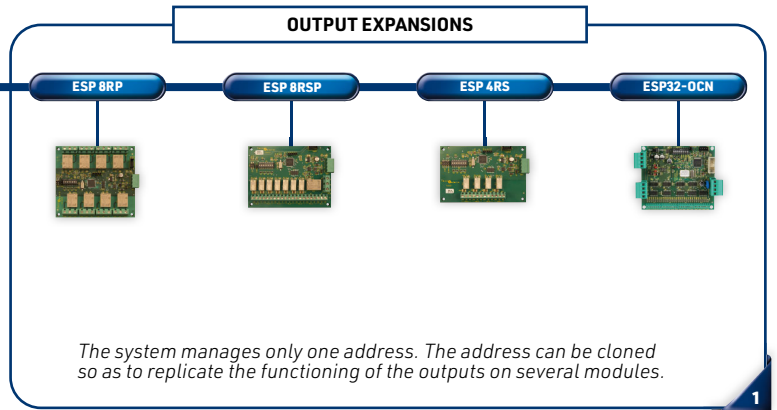 OUTPUT EXPANSIONS
ESP 8RP
ESP 8RSP
ESP 4RS
ESP32-OCN
The system manages only one address. The address can be cloned
so as to replicate the functioning of the outputs on several modules.
1